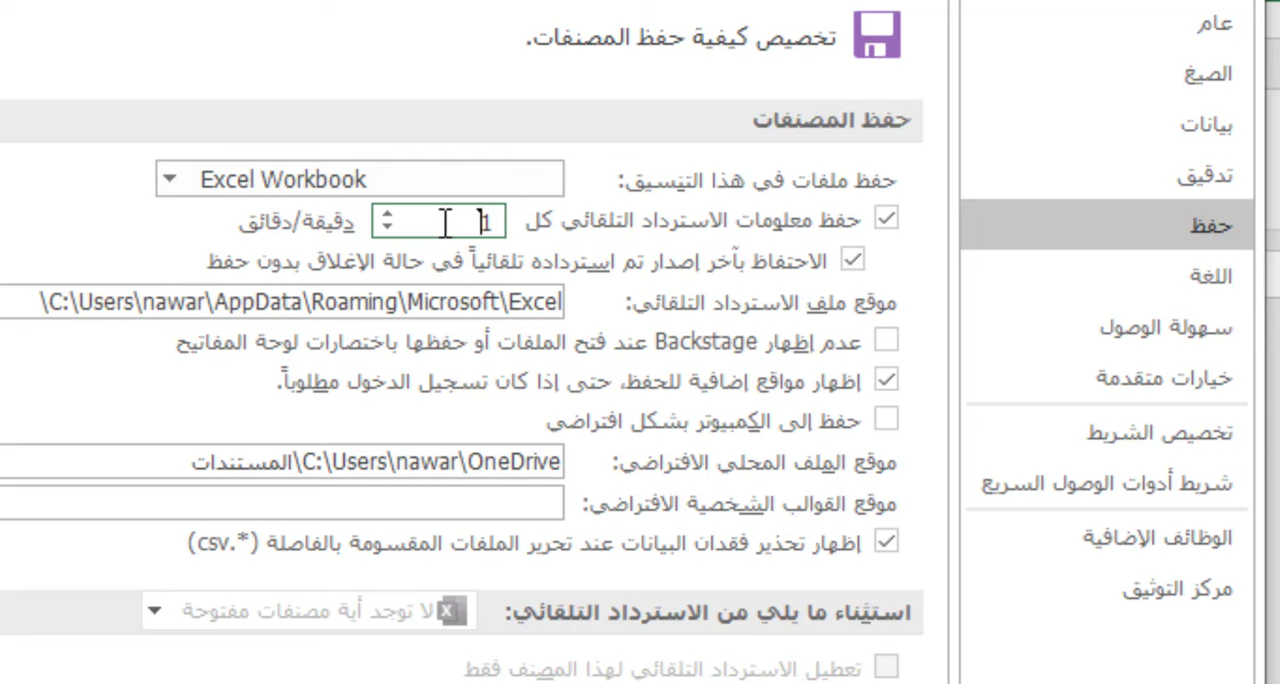 عام
الصيغ
بيانات
تدقيق
حفظ
اللغة
سهولة الوصول
خيارات متقدمة
تخصيص الشريط
شريط أدوات الوصول السريع
الوظائف الإضافية
مركز التوثيق
تخصيص كيفية حفظ المصنفات.
حفظ المصنفات
حفظ ملفات في هذا التنسيق: Excel Workbook
حفظ معلومات الاسترداد التلقائي كل 1 دقيقة/دقائق
الاحتفاظ بآخر إصدار تم استرداده تلقائياً في حالة الإغلاق بدون حفظ
موقع ملف الاسترداد التلقائي: C:\Users\nawar\AppData\Roaming\Microsoft\Excel\
عدم إظهار Backstage عند فتح الملفات أو حفظها باختصارات لوحة المفاتيح
إظهار مواقع إضافية للحفظ، حتى إذا كان تسجيل الدخول مطلوباً.
حفظ إلى الكمبيوتر بشكل افتراضي
موقع الملف المحلي الافتراضي: C:\Users\nawar\OneDrive\المستندات
موقع القوالب الشخصية الافتراضي:
إظهار تحذير فقدان البيانات عند تحرير الملفات المقسومة بالفاصلة (*.csv)
استثناء ما يلي من الاسترداد التلقائي: لا توجد أية مصنفات مفتوحة
تعطيل الاسترداد التلقائي لهذا المصنف فقط